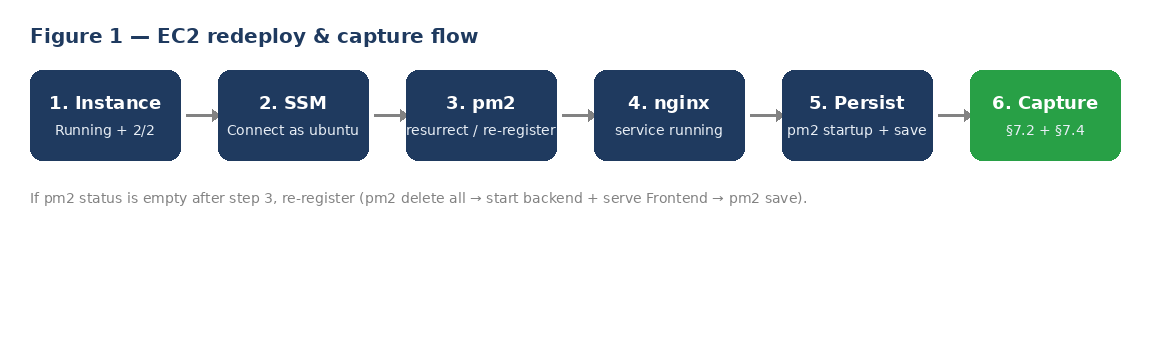 Figure 1 — EC2 redeploy & capture flow
1. Instance
Running + 2/2
2. SSM
Connect as ubuntu
3. pm2
resurrect / re-register
4. nginx
service running
5. Persist
pm2 startup + save
6. Capture
§7.2 + §7.4
If pm2 status is empty after step 3, re-register (pm2 delete all → start backend + serve Frontend → pm2 save).